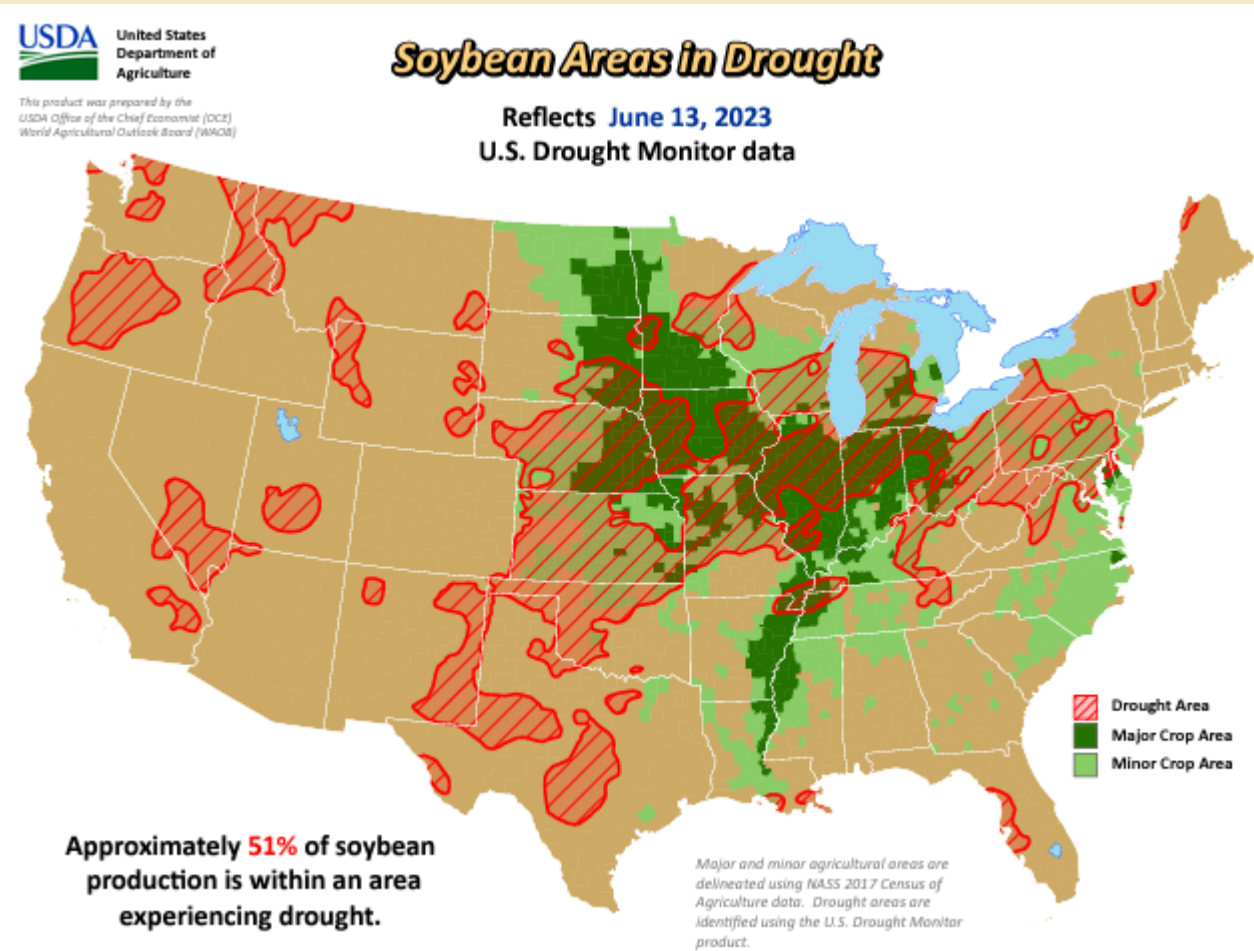 USDA
United States
Department of
Agriculture
This product was prepared by the
USDA Office of the Chief Economist (OCE)
World Agricultural Outlook Board (WAOB)
Soybean Areas in Drought
Reflects June 13, 2023
U.S. Drought Monitor data
Drought Area
Major Crop Area
Minor Crop Area
Approximately 51% of soybean
production is within an area
experiencing drought.
Major and minor agricultural areas are
delineated using NASS 2017 Census of
Agriculture data. Drought areas are
identified using the U.S. Drought Monitor
product.